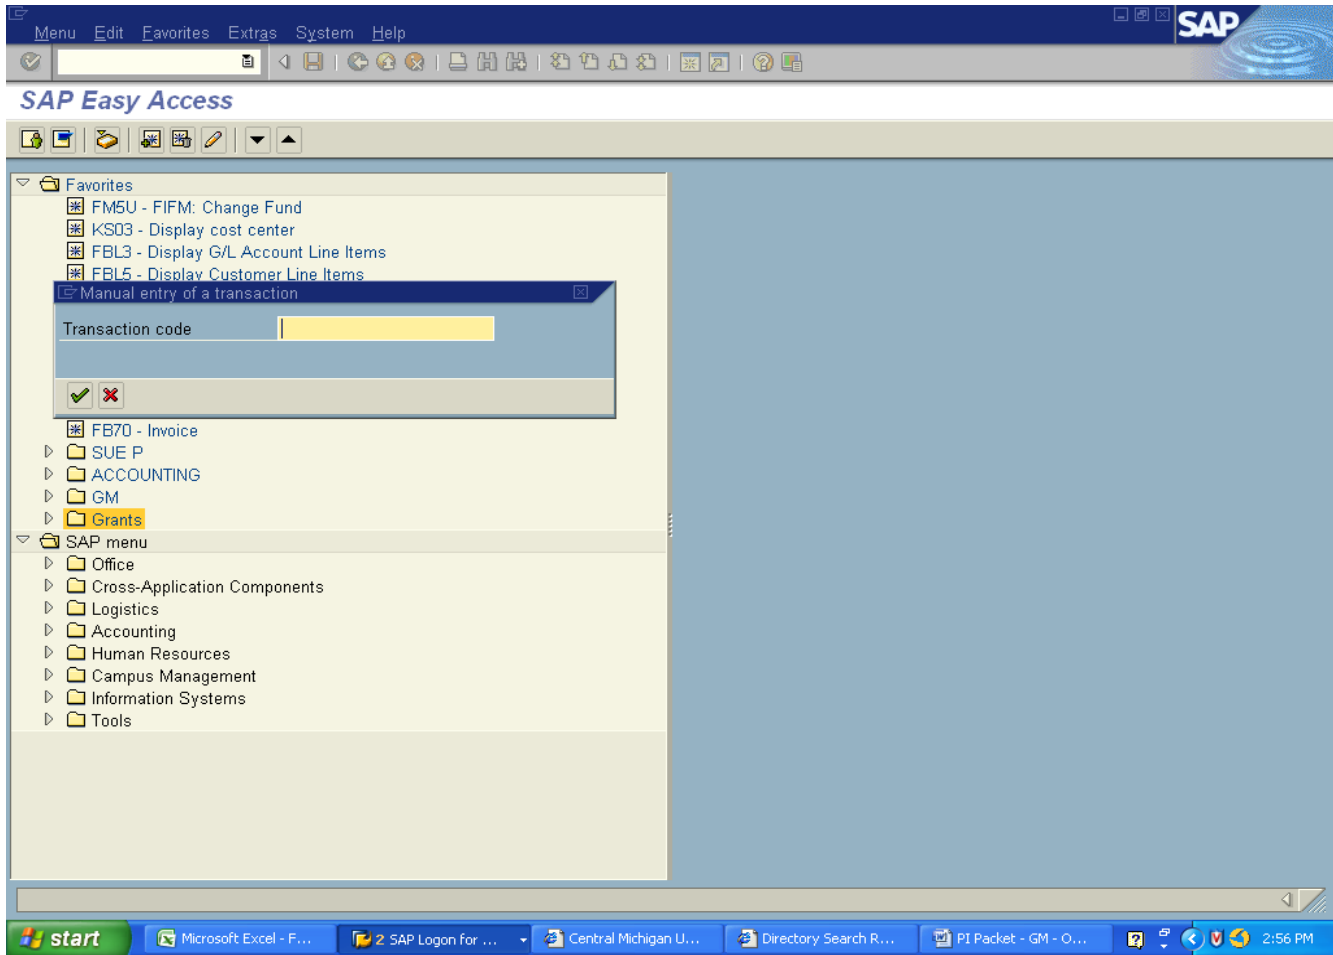 Menu Edit Favorites Extras System Help
SAP
SAP Easy Access
Favorites
FM5U - FIFM: Change Fund
KS03 - Display cost center
FBL3 - Display G/L Account Line Items
FBL5 - Display Customer Line Items
Manual entry of a transaction
Transaction code
FB70 - Invoice
SUE P
ACCOUNTING
GM
Grants
SAP menu
Office
Cross-Application Components
Logistics
Accounting
Human Resources
Campus Management
Information Systems
Tools
start Microsoft Excel - F... 2 SAP Logon for ... Central Michigan U... Directory Search R... PI Packet - GM - O... 2:56 PM